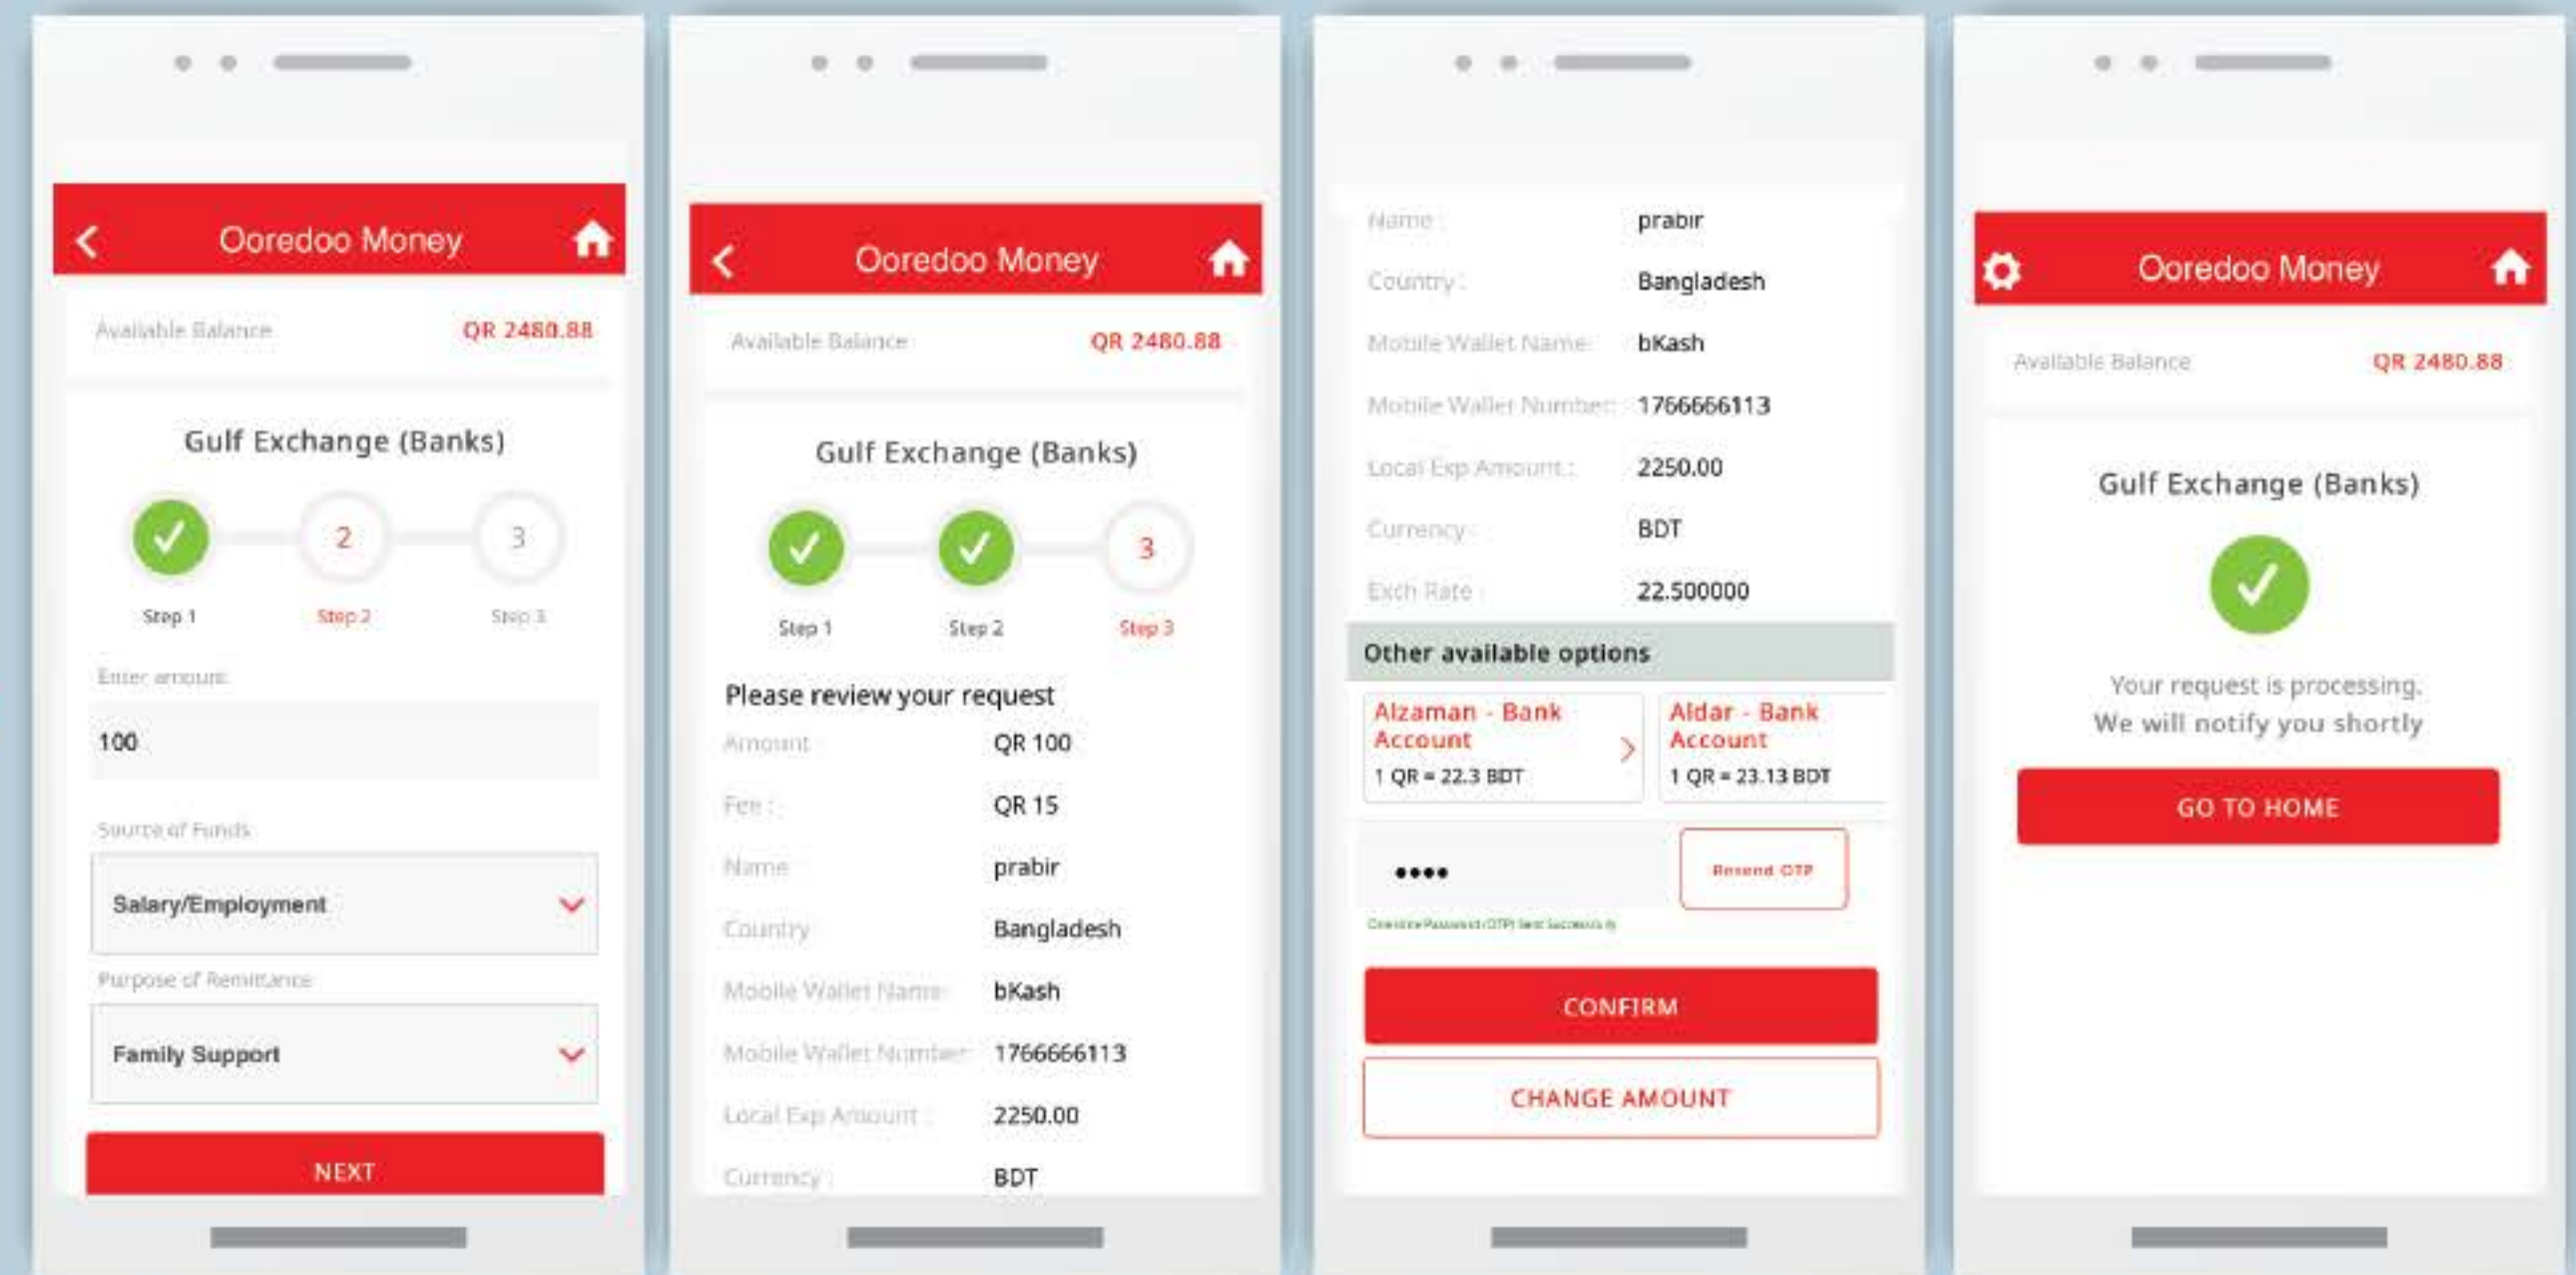 Ooredoo Money
Available Balance QR 2480.88
Gulf Exchange (Banks)
2 3
Step 1 Step 2 Step 3
Enter amount
100
Source of Funds
Salary/Employment
Purpose of Remittance
Family Support
NEXT
Ooredoo Money
Available Balance QR 2480.88
Gulf Exchange (Banks)
3
Step 1 Step 2 Step 3
Please review your request
Amount QR 100
Fee : QR 15
Name prabir
Country Bangladesh
Mobile Wallet Name bKash
Mobile Wallet Number: 1766666113
Local Exp Amount : 2250.00
Currency : BDT
Name : prabir
Country : Bangladesh
Mobile Wallet Name: bKash
Mobile Wallet Number: 1766666113
Local Exp Amount : 2250.00
Currency : BDT
Exch Rate : 22.500000
Other available options
Alzaman - Bank
Account
1 QR = 22.3 BDT
Aldar - Bank
Account
1 QR = 23.13 BDT
Resend OTP
One-time Password (OTP) Sent Successfully
CONFIRM
CHANGE AMOUNT
Ooredoo Money
Available Balance QR 2480.88
Gulf Exchange (Banks)
Your request is processing.
We will notify you shortly
GO TO HOME